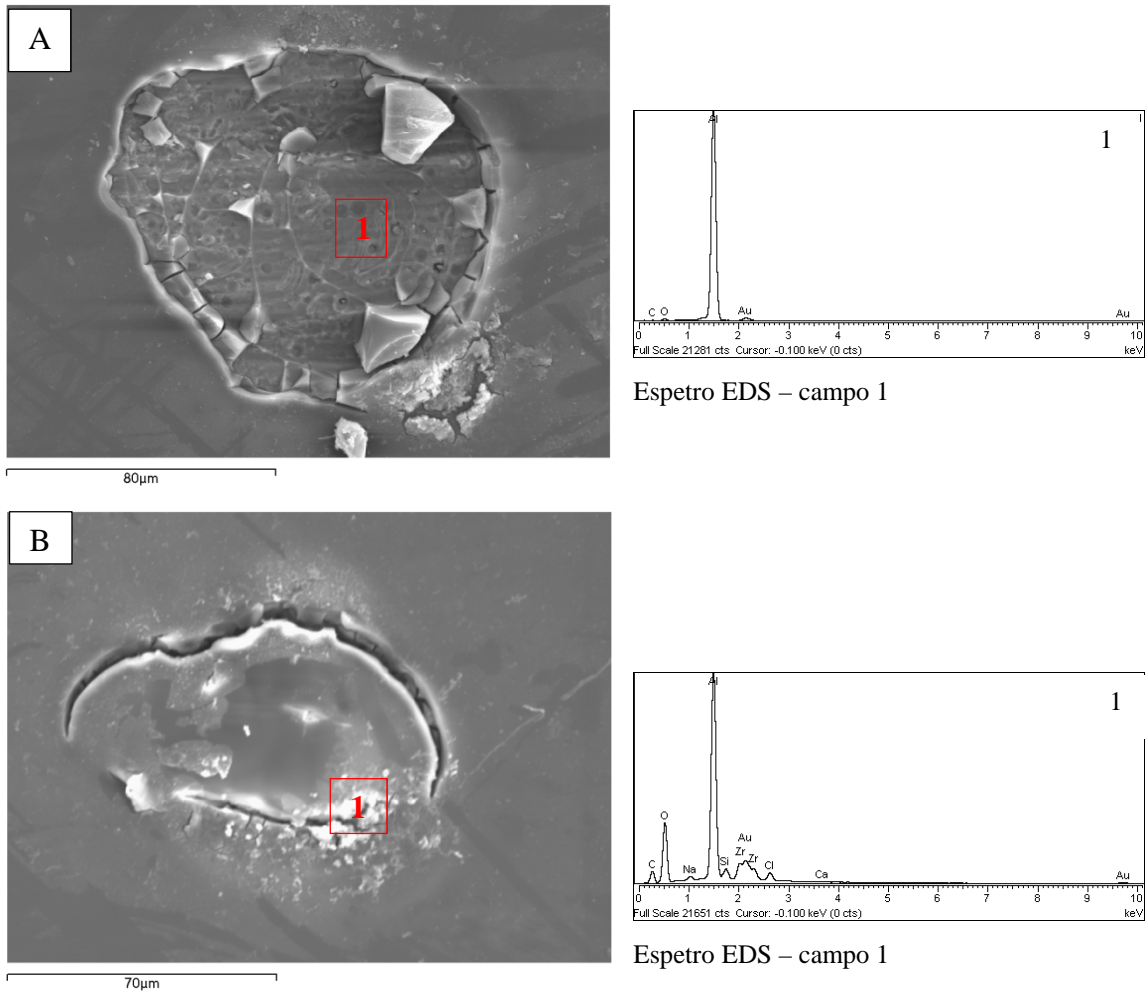 A
1
80µm
1
Al
C O Au Au
0 1 2 3 4 5 6 7 8 9 10
Full Scale 21281 cts Cursor: -0.100 keV (0 cts) keV
Espetro EDS – campo 1
B
1
70µm
1
Al
O
Au
C Na Si Zr Zr Cl Ca Au
0 1 2 3 4 5 6 7 8 9 10
Full Scale 21651 cts Cursor: -0.100 keV (0 cts) keV
Espetro EDS – campo 1